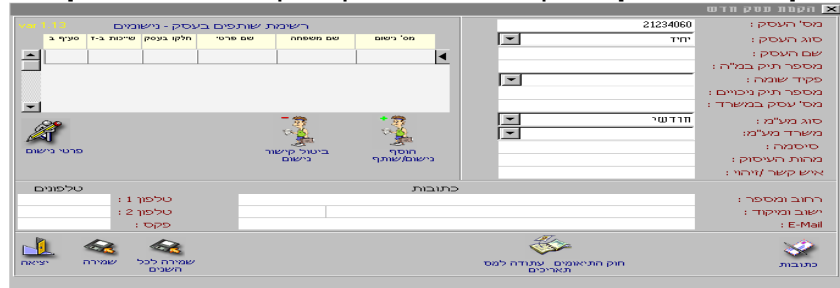 הקמת עסק חדש
מס' העסק : 21234060
סוג העסק : יחיד
שם העסק :
מספר תיק במ"ה :
פקיד שומה :
מספר תיק ניכויים :
מס' עסק במשרד :
סוג מע"מ : חודשי
משרד מע"מ:
סיסמה :
מהות העיסוק :
איש קשר /זיהוי :
רשימת שותפים בעסק - נישומים
ver 1.13
מס' נישום שם משפחה שם פרטי חלקו בעסק שייכות ב-ז סעיף ב
הוסף נישום/שותף
ביטול קישור נישום
פרטי נישום
כתובות
טלפונים
רחוב ומספר :
ישוב ומיקוד :
E-Mail :
טלפון 1 :
טלפון 2 :
פקס :
כתובות
חוק התיאומים עתודה למס
תאריכים
שמירה לכל השנים
שמירה
יציאה